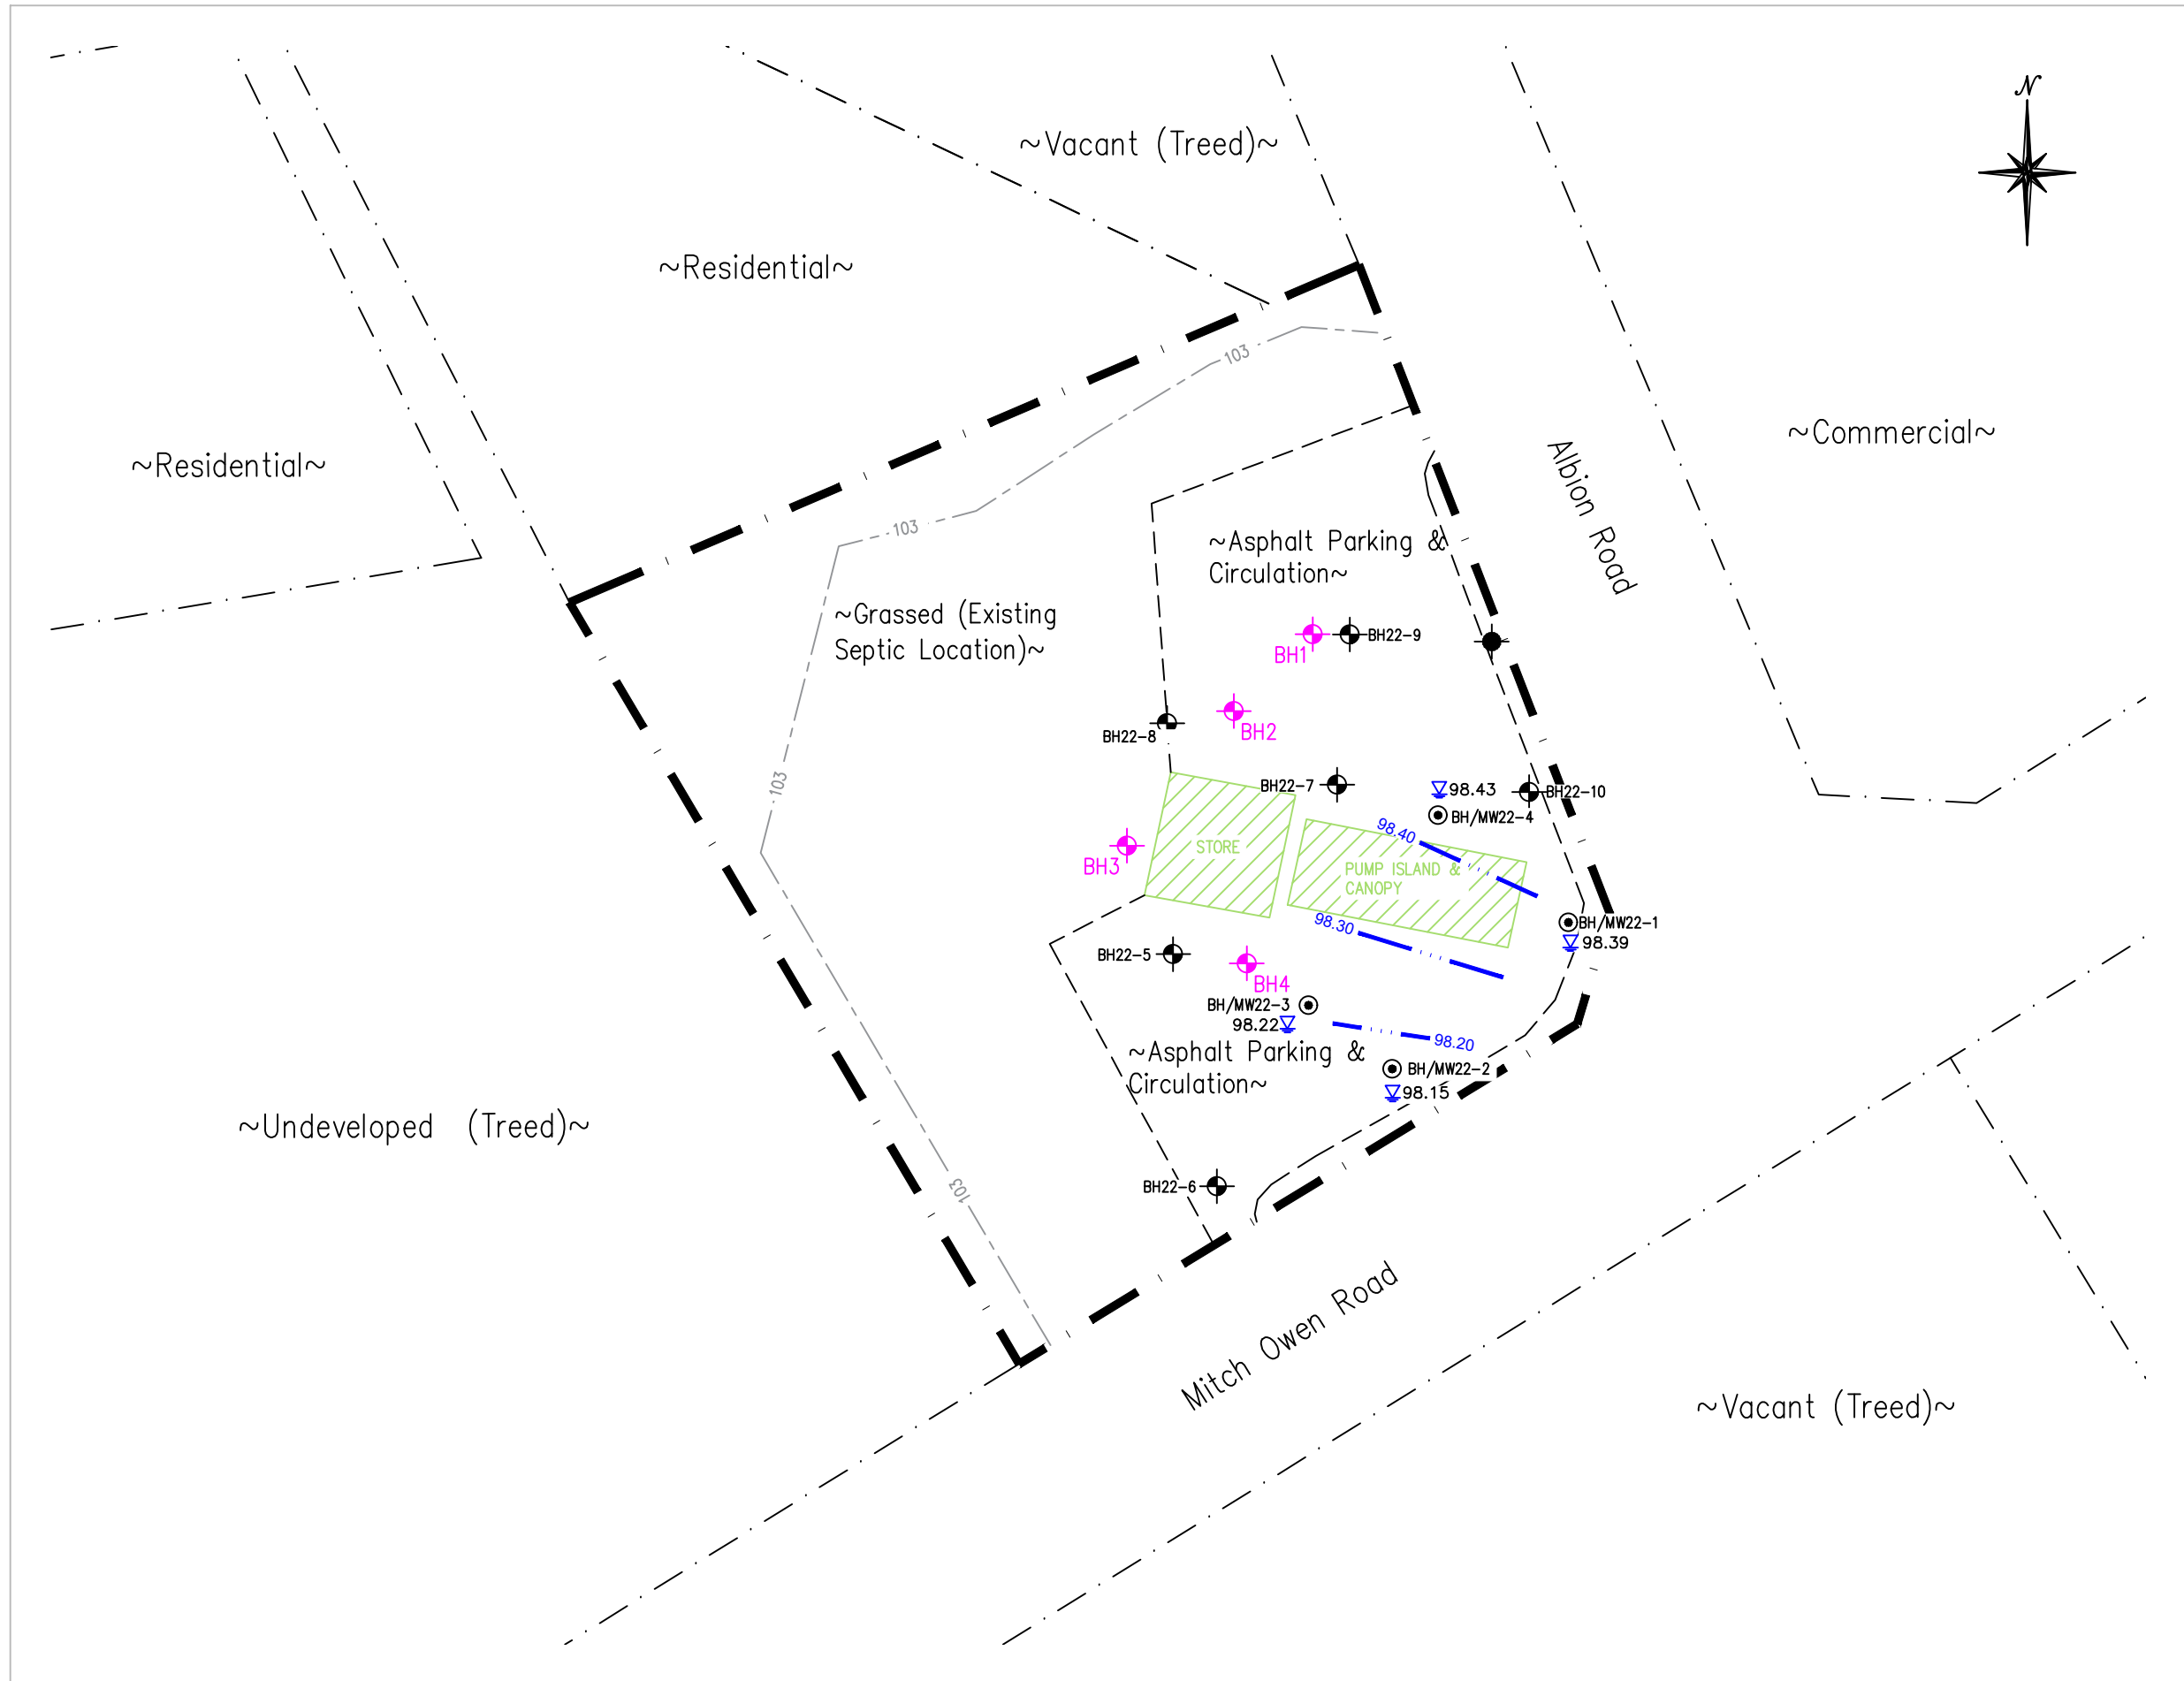 N
~Vacant (Treed)~
~Residential~
103
~Commercial~
~Residential~
Albion Road
103
~Asphalt Parking &
Circulation~
~Grassed (Existing
Septic Location)~
BH22-9
BH1
BH2
BH22-8
103
BH22-7
98.43
BH22-10
BH/MW22-4
98.40
STORE
BH3
PUMP ISLAND &
CANOPY
98.30
BH/MW22-1
98.39
BH22-5
BH4
BH/MW22-3
98.22
98.20
~Asphalt Parking &
Circulation~
BH/MW22-2
98.15
~Undeveloped (Treed)~
BH22-6
103
Mitch Owen Road
~Vacant (Treed)~